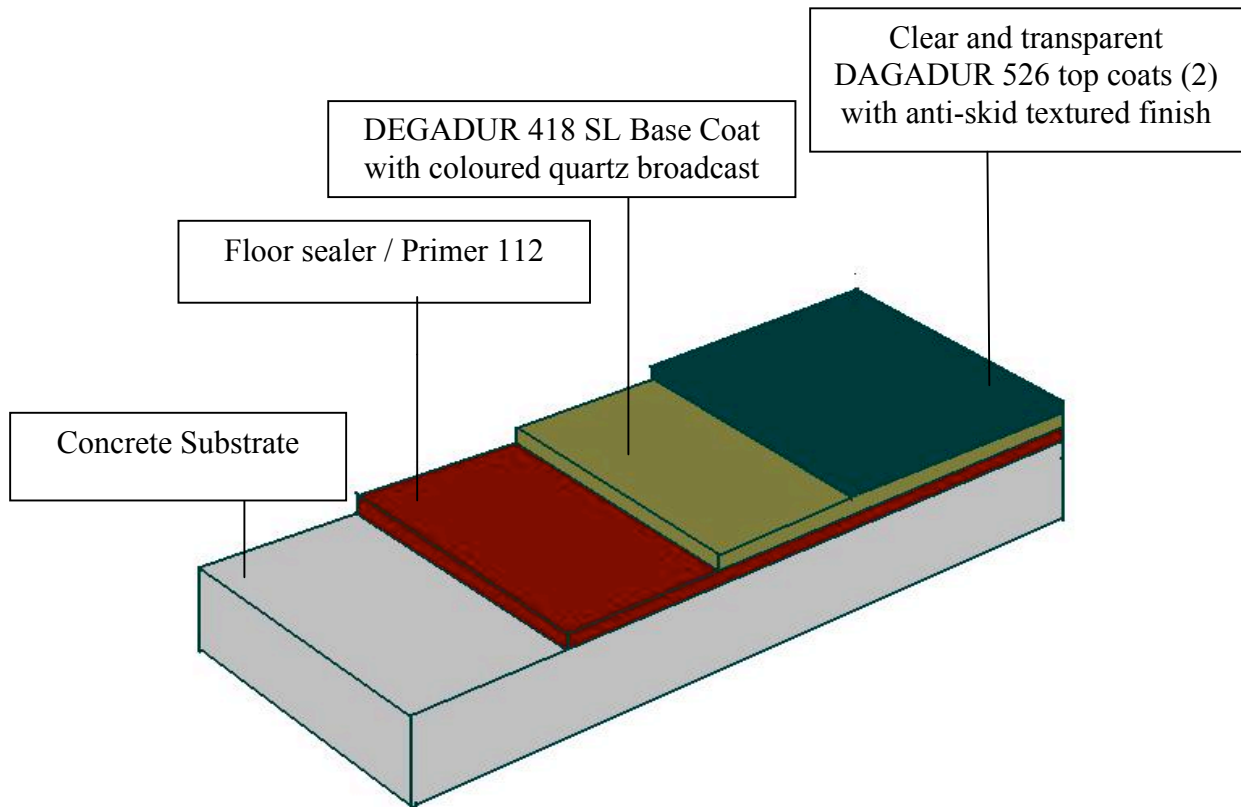 Clear and transparent
DAGADUR 526 top coats (2)
with anti-skid textured finish
DEGADUR 418 SL Base Coat
with coloured quartz broadcast
Floor sealer / Primer 112
Concrete Substrate